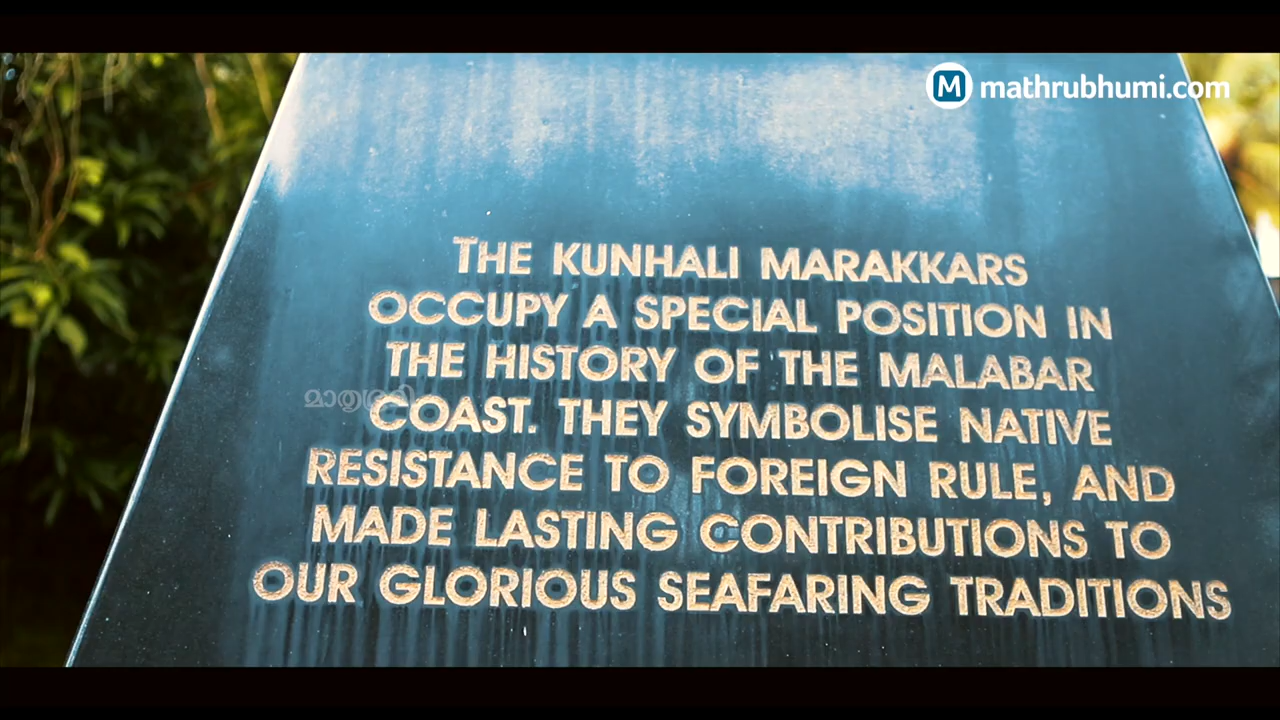 M mathrubhumi.com
THE KUNHALI MARAKKARS
OCCUPY A SPECIAL POSITION IN
THE HISTORY OF THE MALABAR
COAST. THEY SYMBOLISE NATIVE
RESISTANCE TO FOREIGN RULE, AND
MADE LASTING CONTRIBUTIONS TO
OUR GLORIOUS SEAFARING TRADITIONS